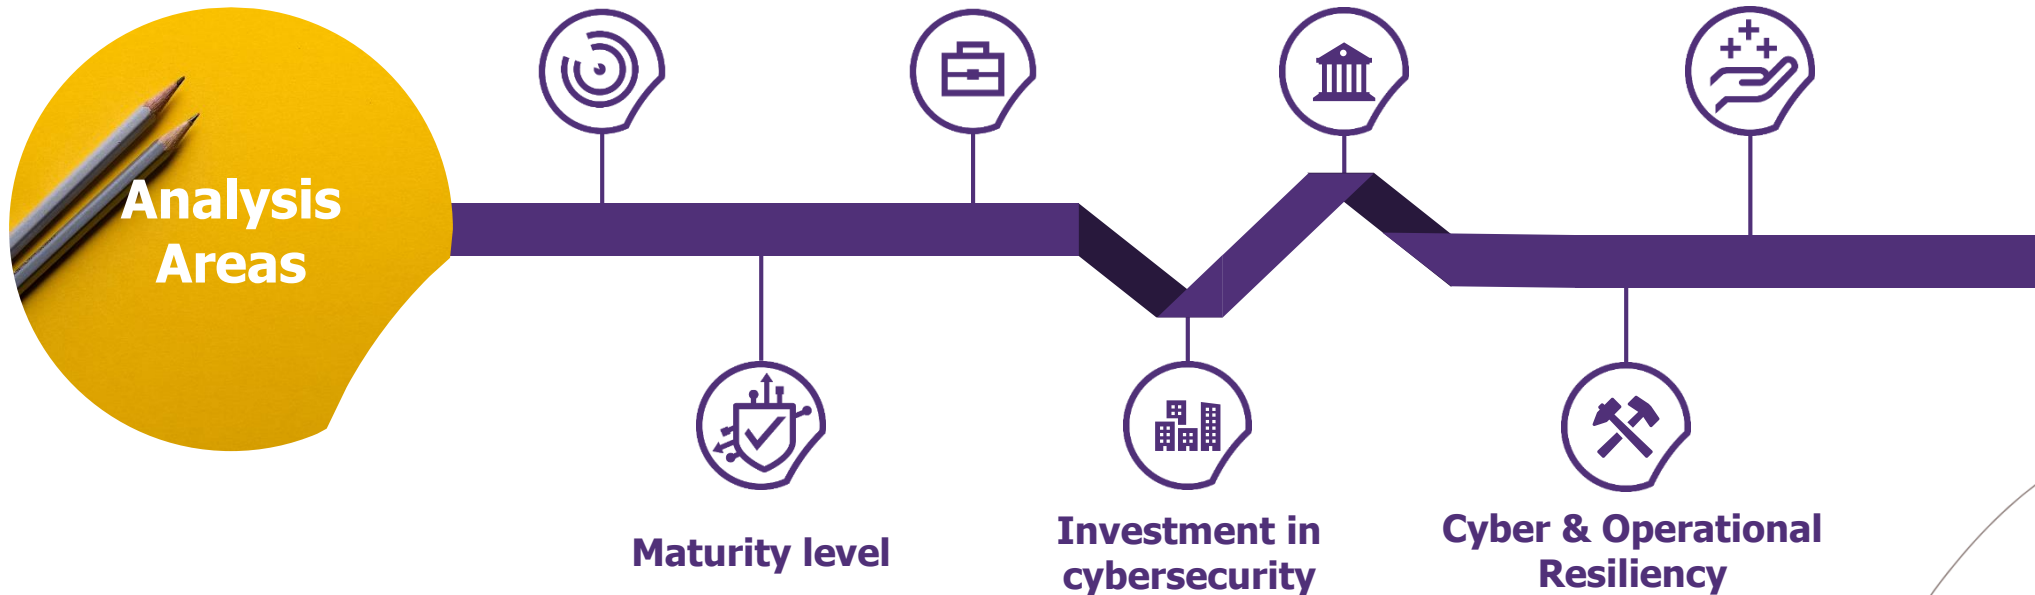 Analysis
Areas
Maturity level
Investment in
cybersecurity
Cyber & Operational
Resiliency